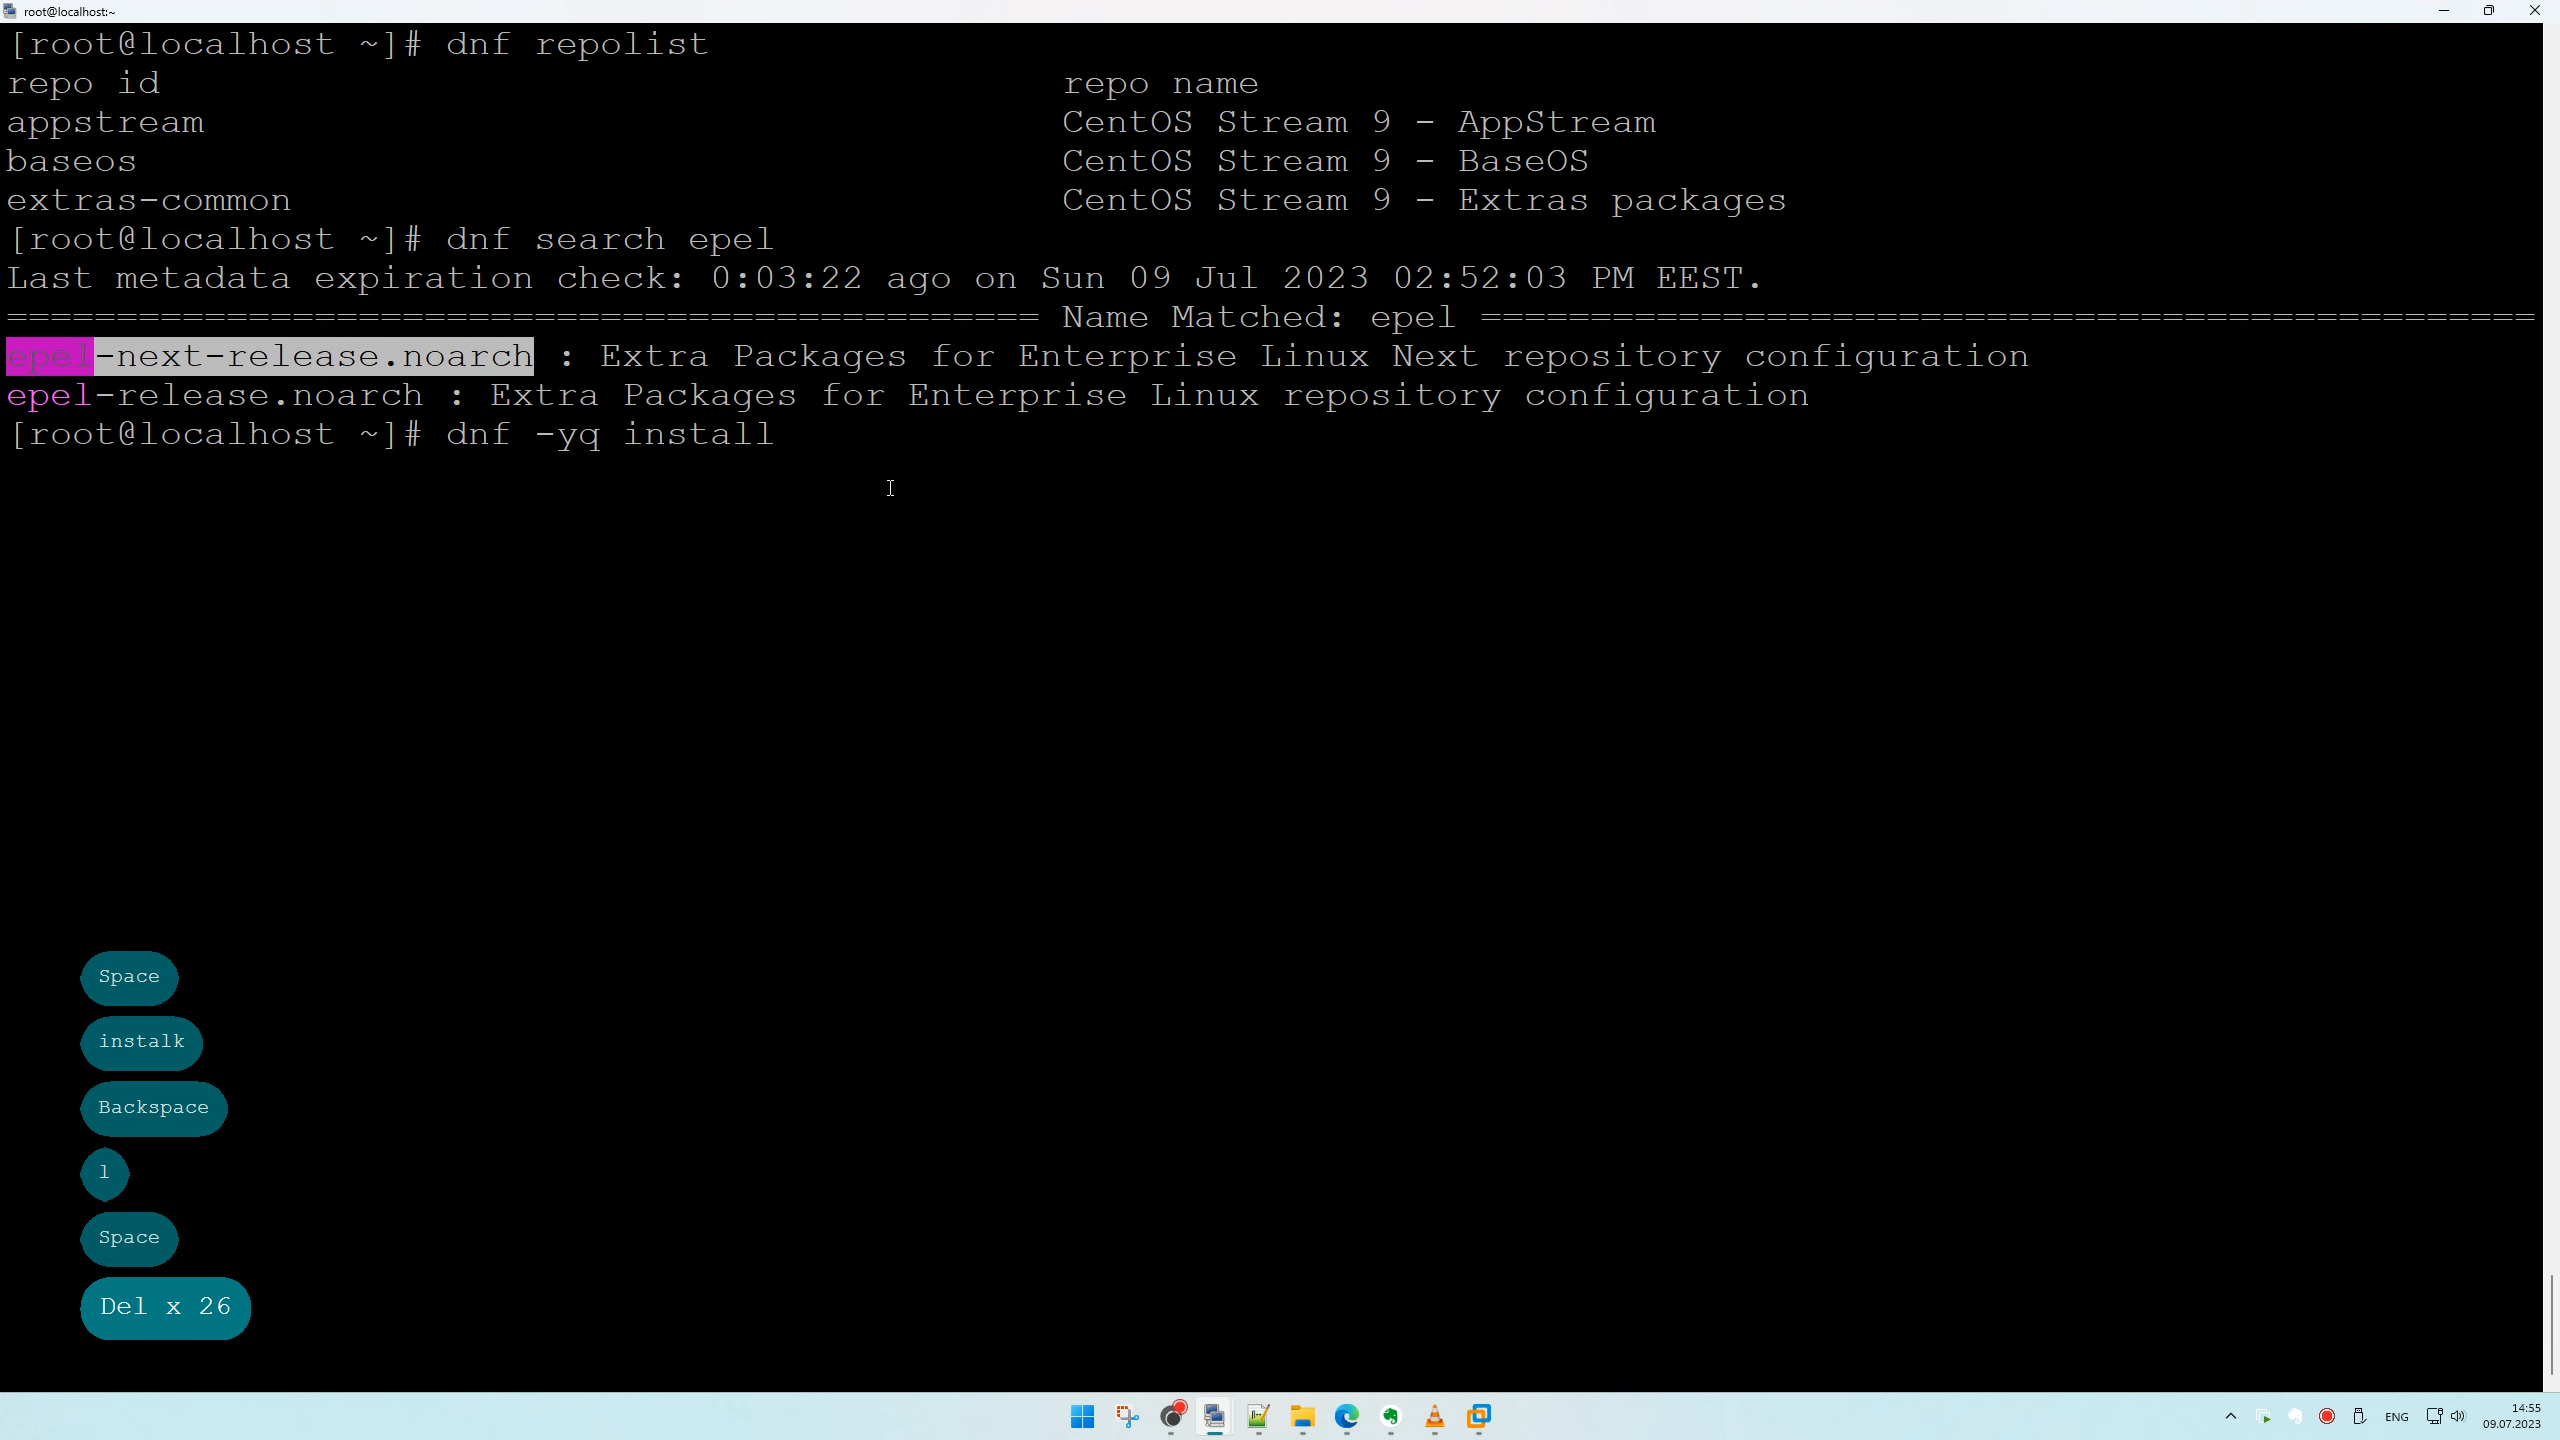 root@localhost:~
[root@localhost ~]# dnf repolist
repo id repo name
appstream CentOS Stream 9 - AppStream
baseos CentOS Stream 9 - BaseOS
extras-common CentOS Stream 9 - Extras packages
[root@localhost ~]# dnf search epel
Last metadata expiration check: 0:03:22 ago on Sun 09 Jul 2023 02:52:03 PM EEST.
=============================================== Name Matched: epel ================================================
epel-next-release.noarch : Extra Packages for Enterprise Linux Next repository configuration
epel-release.noarch : Extra Packages for Enterprise Linux repository configuration
[root@localhost ~]# dnf -yq install
Space
instalk
Backspace
l
Space
Del x 26
ENG
14:55
09.07.2023